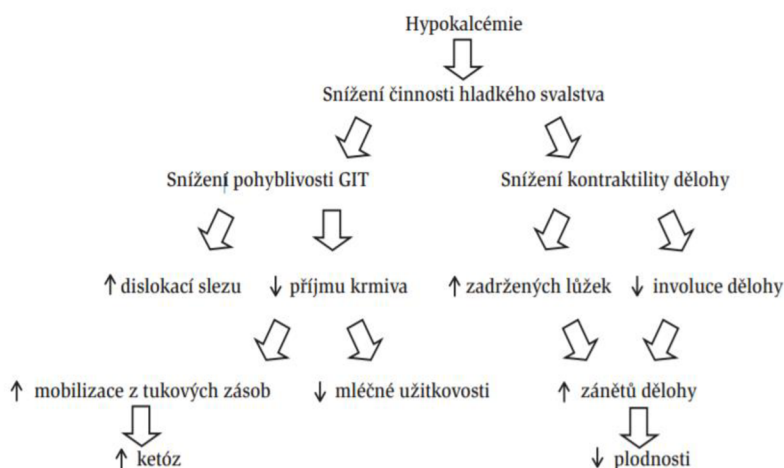 Hypokalcémie
Snížení činnosti hladkého svalstva
Snížení pohyblivosti GIT
Snížení kontraktility dělohy
↑ dislokací slezu
↓ příjmu krmiva
↑ zadržených lůžek
↓ involuce dělohy
↑ mobilizace z tukových zásob
↓ mléčné užitkovosti
↑ zánětů dělohy
↑ ketóz
↓ plodnosti